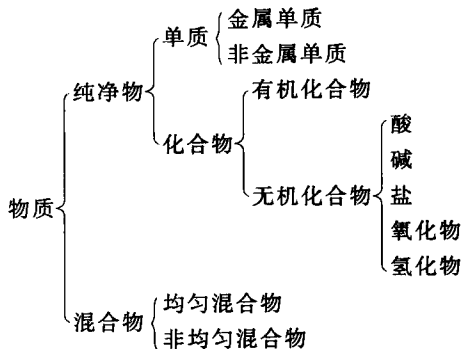 物质
纯净物
单质
金属单质
非金属单质
化合物
有机化合物
无机化合物
酸
碱
盐
氧化物
氢化物
混合物
均匀混合物
非均匀混合物